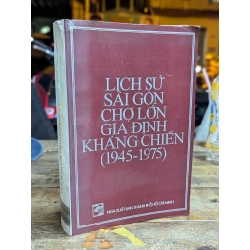 LỊCH SỬ
SÀI GÒN
CHỢ LỚN
GIA ĐỊNH
KHÁNG CHIẾN
(1945-1975)